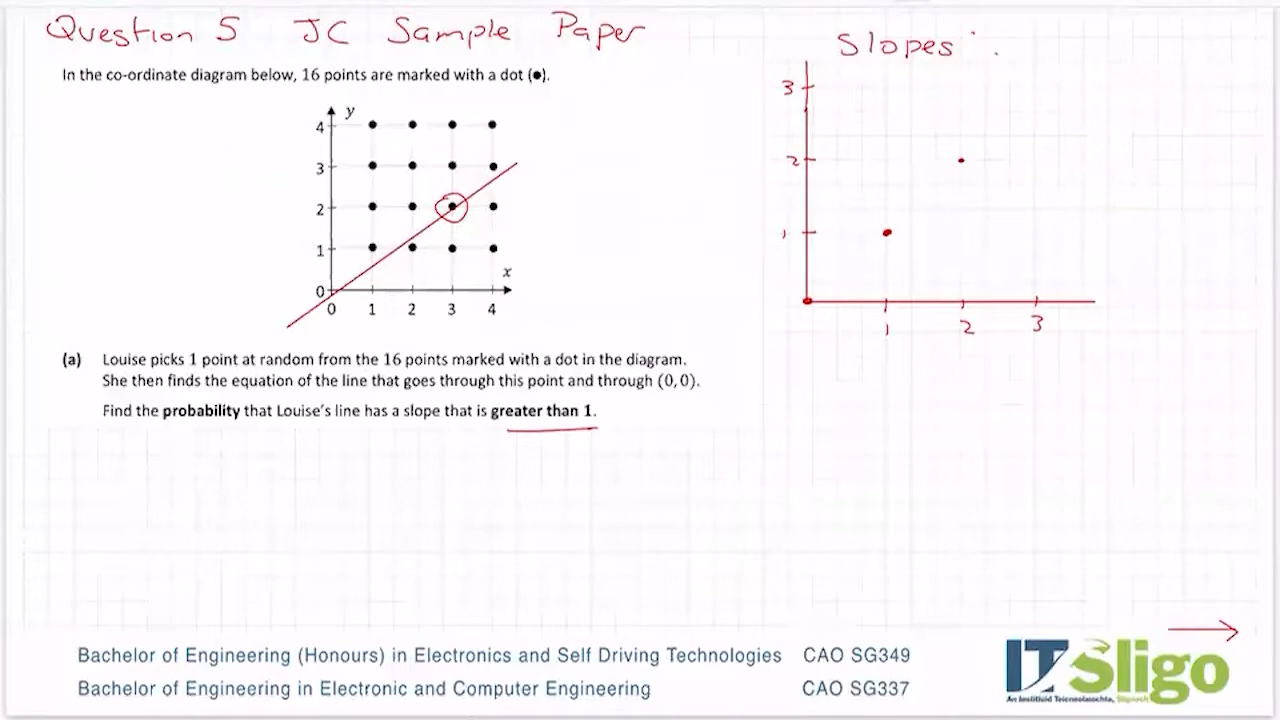 Question 5 JC Sample Paper
Slopes :
In the co-ordinate diagram below, 16 points are marked with a dot (●).
y
4
3
2
1
0
x
0 1 2 3 4
3
2
1
1 2 3
(a) Louise picks 1 point at random from the 16 points marked with a dot in the diagram.
She then finds the equation of the line that goes through this point and through (0, 0).
Find the probability that Louise's line has a slope that is greater than 1.
Bachelor of Engineering (Honours) in Electronics and Self Driving Technologies CAO SG349
Bachelor of Engineering in Electronic and Computer Engineering CAO SG337
IT Sligo
An Institiúid Teicneolaíochta, Sligeach